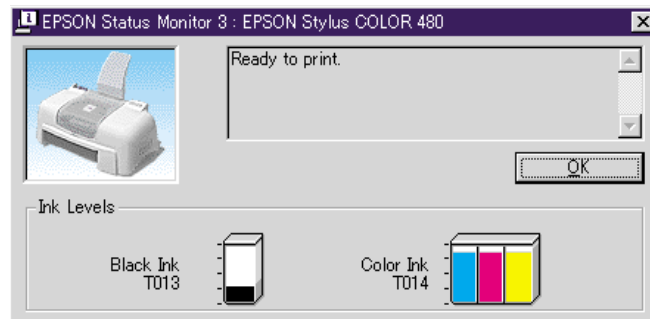 EPSON Status Monitor 3 : EPSON Stylus COLOR 480
Ready to print.
OK
Ink Levels
Black Ink
T013
Color Ink
T014